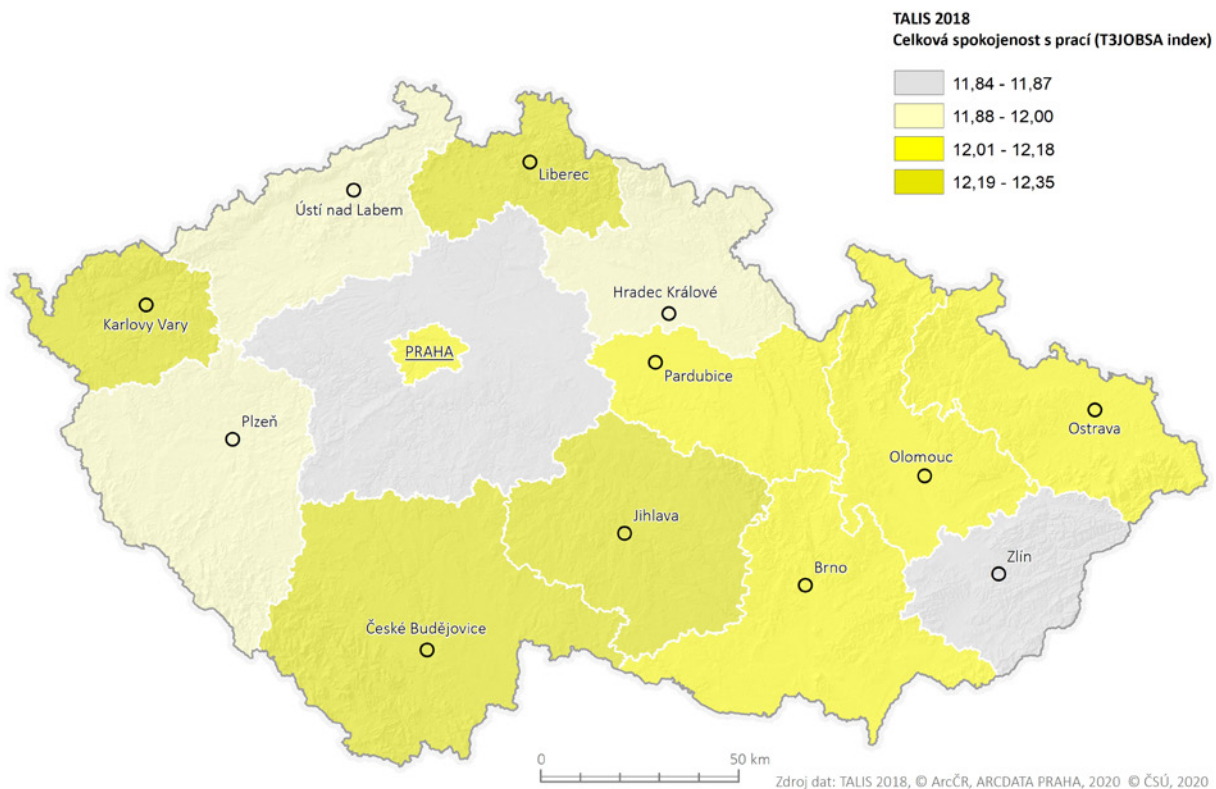 TALIS 2018
Celková spokojenost s prací (T3JOBSA index)
11,84 - 11,87
11,88 - 12,00
12,01 - 12,18
12,19 - 12,35
Liberec
Ústí nad Labem
Hradec Králové
Karlovy Vary
PRAHA
Pardubice
Plzeň
Ostrava
Olomouc
Jihlava
Zlín
Brno
České Budějovice
0 50 km
Zdroj dat: TALIS 2018, © ArcČR, ARCDATA PRAHA, 2020 © ČSÚ, 2020